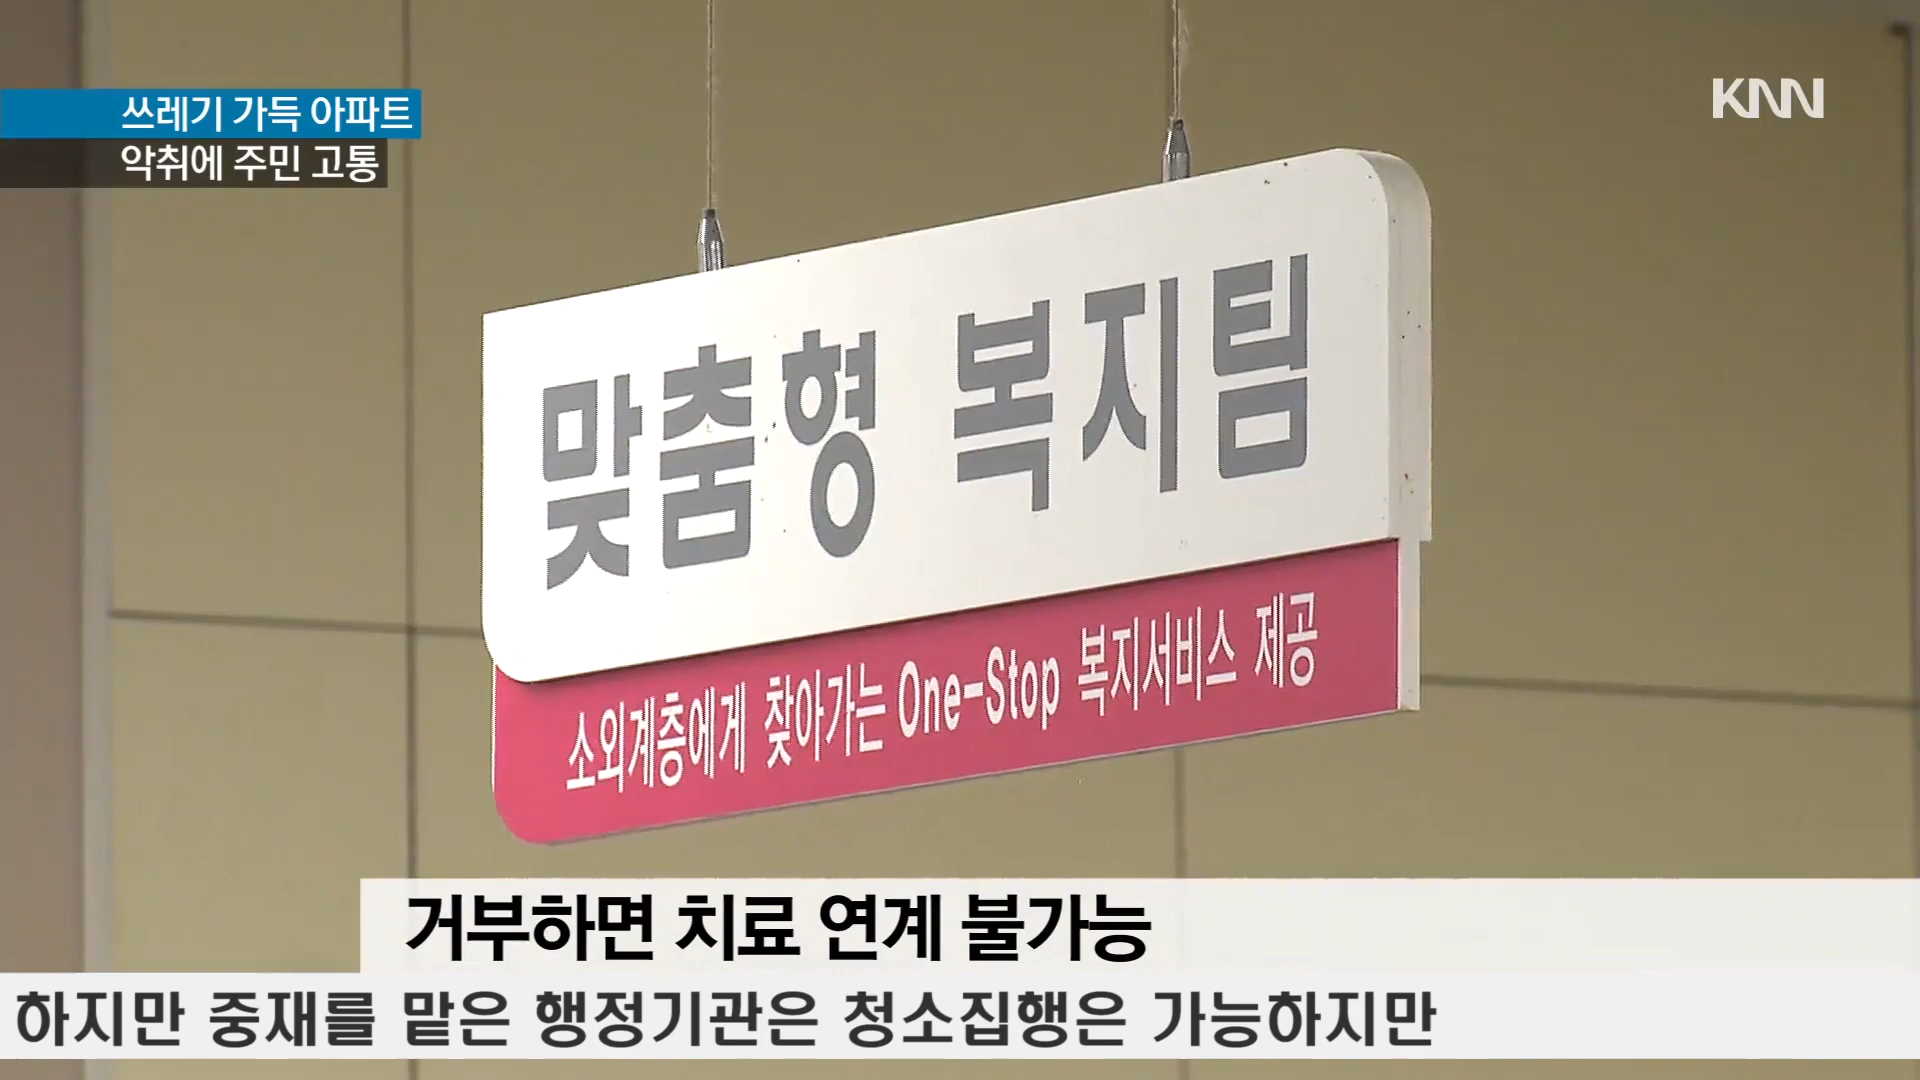 쓰레기 가득 아파트
악취에 주민 고통
KNN
맞춤형 복지팀
소외계층에게 찾아가는 One-Stop 복지서비스 제공
거부하면 치료 연계 불가능
하지만 중재를 맡은 행정기관은 청소집행은 가능하지만